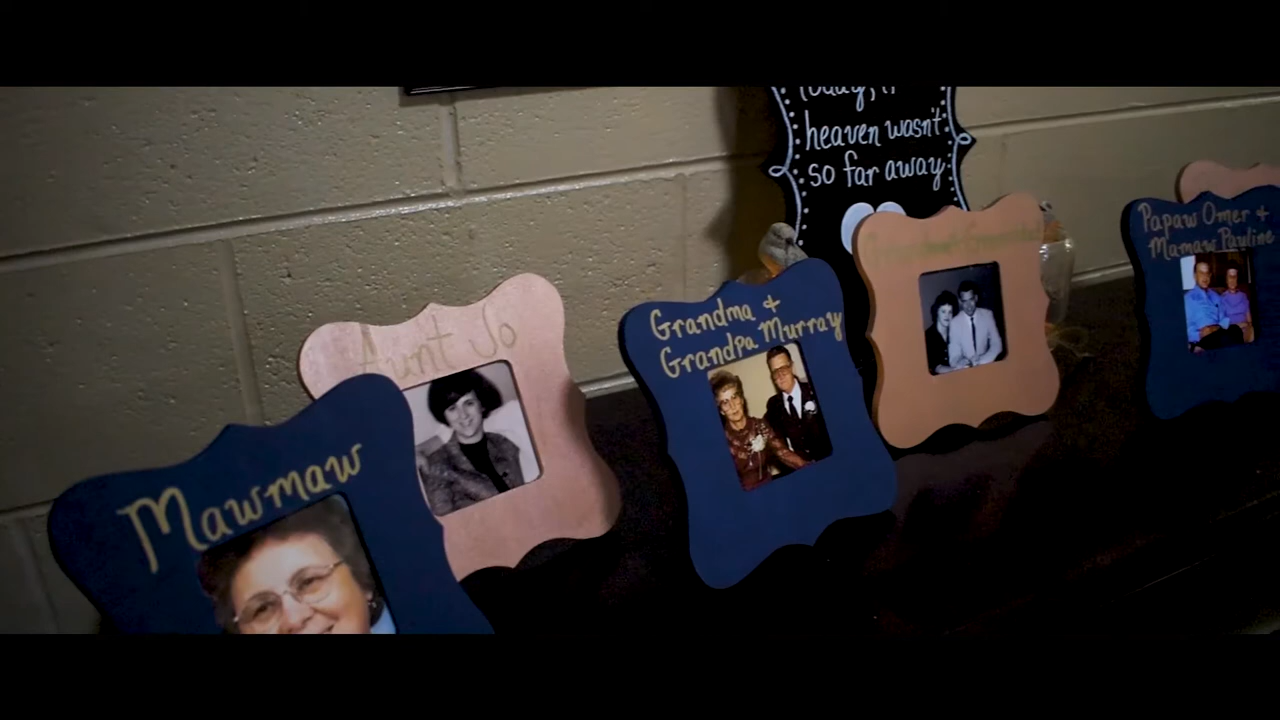 heaven wasn't
so far away
Papaw Omer +
Mamaw Pauline
Grandma +
Grandpa Murray
Aunt Jo
Mawmaw